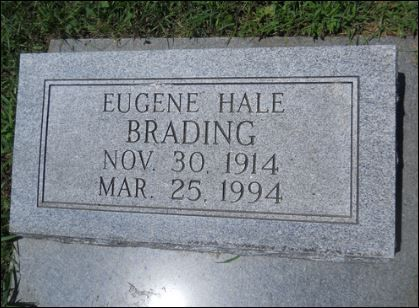 EUGENE HALE
BRADING
NOV. 30, 1914
MAR. 25, 1994